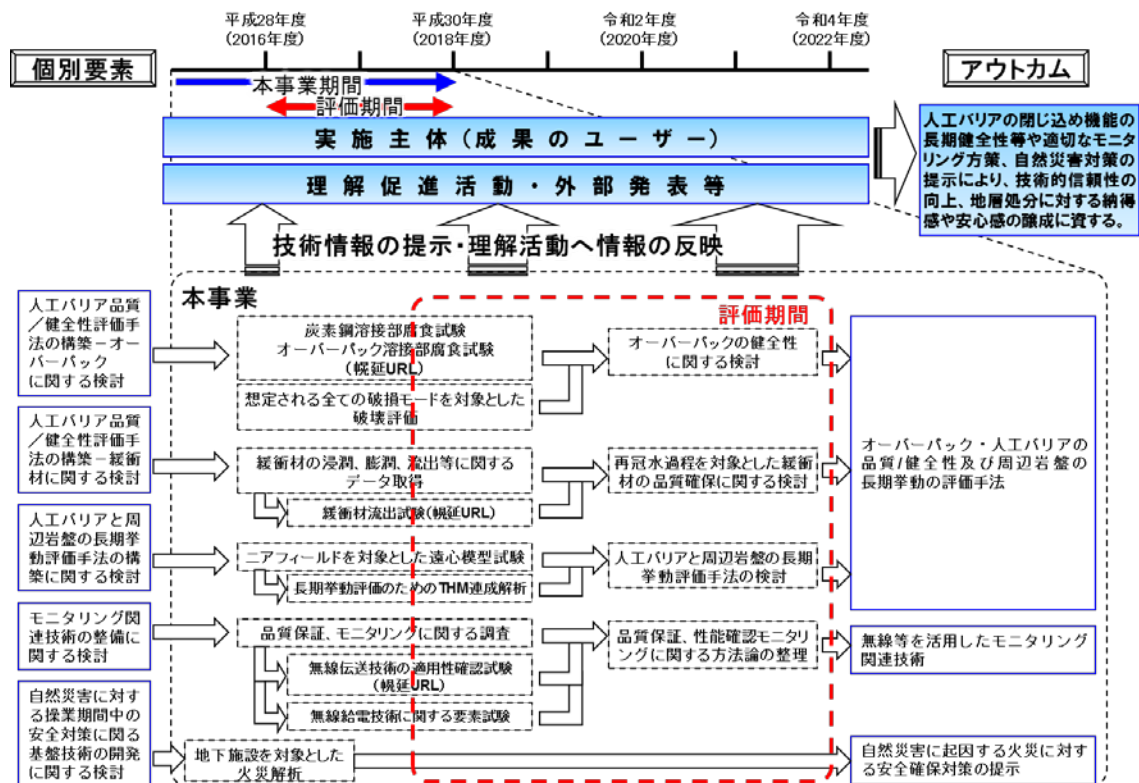 平成28年度
(2016年度)
平成30年度
(2018年度)
令和2年度
(2020年度)
令和4年度
(2022年度)
個別要素
アウトカム
本事業期間
評価期間
実施主体(成果のユーザー)
理解促進活動・外部発表等
人工バリアの閉じ込め機能の
長期健全性等や適切なモニタ
リング方策、自然災害対策の
提示により、技術的信頼性の
向上、地層処分に対する納得
感や安心感の醸成に資する。
技術情報の提示・理解活動へ情報の反映
本事業
評価期間
人工バリア品質
/健全性評価手
法の構築-オー
バーパック
に関する検討
炭素鋼溶接部腐食試験
オーバーパック溶接部腐食試験
(幌延URL)
想定される全ての破損モードを対象とした
破壊評価
オーバーパックの健全性
に関する検討
人工バリア品質
/健全性評価手
法の構築-緩衝
材に関する検討
緩衝材の浸潤、膨潤、流出等に関する
データ取得
緩衝材流出試験(幌延URL)
再冠水過程を対象とした緩衝
材の品質確保に関する検討
オーバーパック・人工バリアの
品質/健全性及び周辺岩盤の
長期挙動の評価手法
人工バリアと周
辺岩盤の長期挙
動評価手法の構
築に関する検討
ニアフィールドを対象とした遠心模型試験
長期挙動評価のためのTHM連成解析
人工バリアと周辺岩盤の長期
挙動評価手法の検討
モニタリング関
連技術の整備に
関する検討
品質保証、モニタリングに関する調査
無線伝送技術の適用性確認試験
(幌延URL)
無線給電技術に関する要素試験
品質保証、性能確認モニタリ
ングに関する方法論の整理
無線等を活用したモニタリング
関連技術
自然災害に対す
る操業期間中の
安全対策に関る
基盤技術の開発
に関する検討
地下施設を対象とした
火災解析
自然災害に起因する火災に対す
る安全確保対策の提示